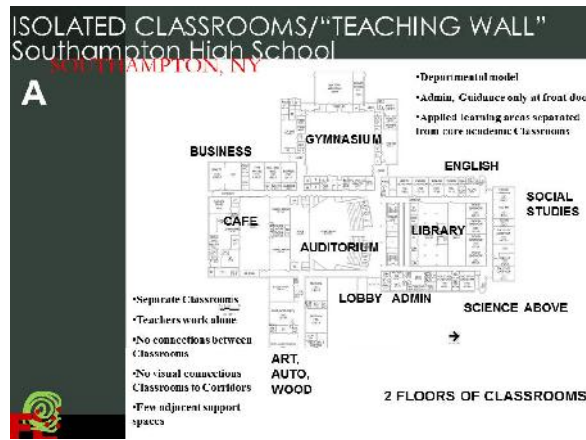 ISOLATED CLASSROOMS/"TEACHING WALL"
Southampton High School
SOUTHAMPTON, NY
A
•Departmental model
•Admin, Guidance only at front doo
•Applied learning areas separated
from core academic Classrooms
GYMNASIUM
BUSINESS
ENGLISH
SOCIAL
STUDIES
CAFE
AUDITORIUM
LIBRARY
LOBBY ADMIN
SCIENCE ABOVE
•Separate Classrooms
•Teachers work alone
•No connections between
Classrooms
•No visual connections
Classrooms to Corridors
•Few adjacent support
spaces
ART,
AUTO,
WOOD
2 FLOORS OF CLASSROOMS